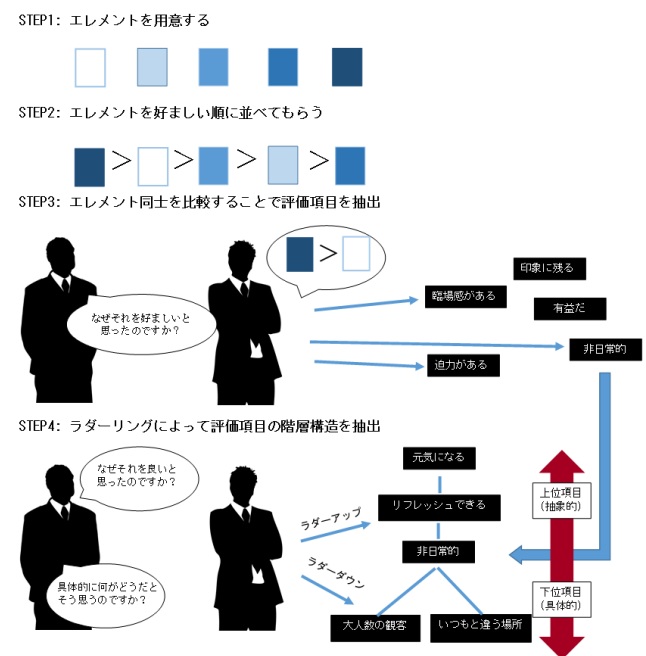 STEP1: エレメントを用意する
STEP2: エレメントを好ましい順に並べてもらう
＞ ＞ ＞ ＞
STEP3: エレメント同士を比較することで評価項目を抽出
＞
なぜそれを好ましいと
思ったのですか？
印象に残る
臨場感がある
有益だ
非日常的
迫力がある
STEP4: ラダーリングによって評価項目の階層構造を抽出
なぜそれを良いと
思ったのですか？
具体的に何がどうだと
そう思うのですか？
ラダーアップ
ラダーダウン
元気になる
リフレッシュできる
非日常的
大人数の観客
いつもと違う場所
上位項目
（抽象的）
下位項目
（具体的）